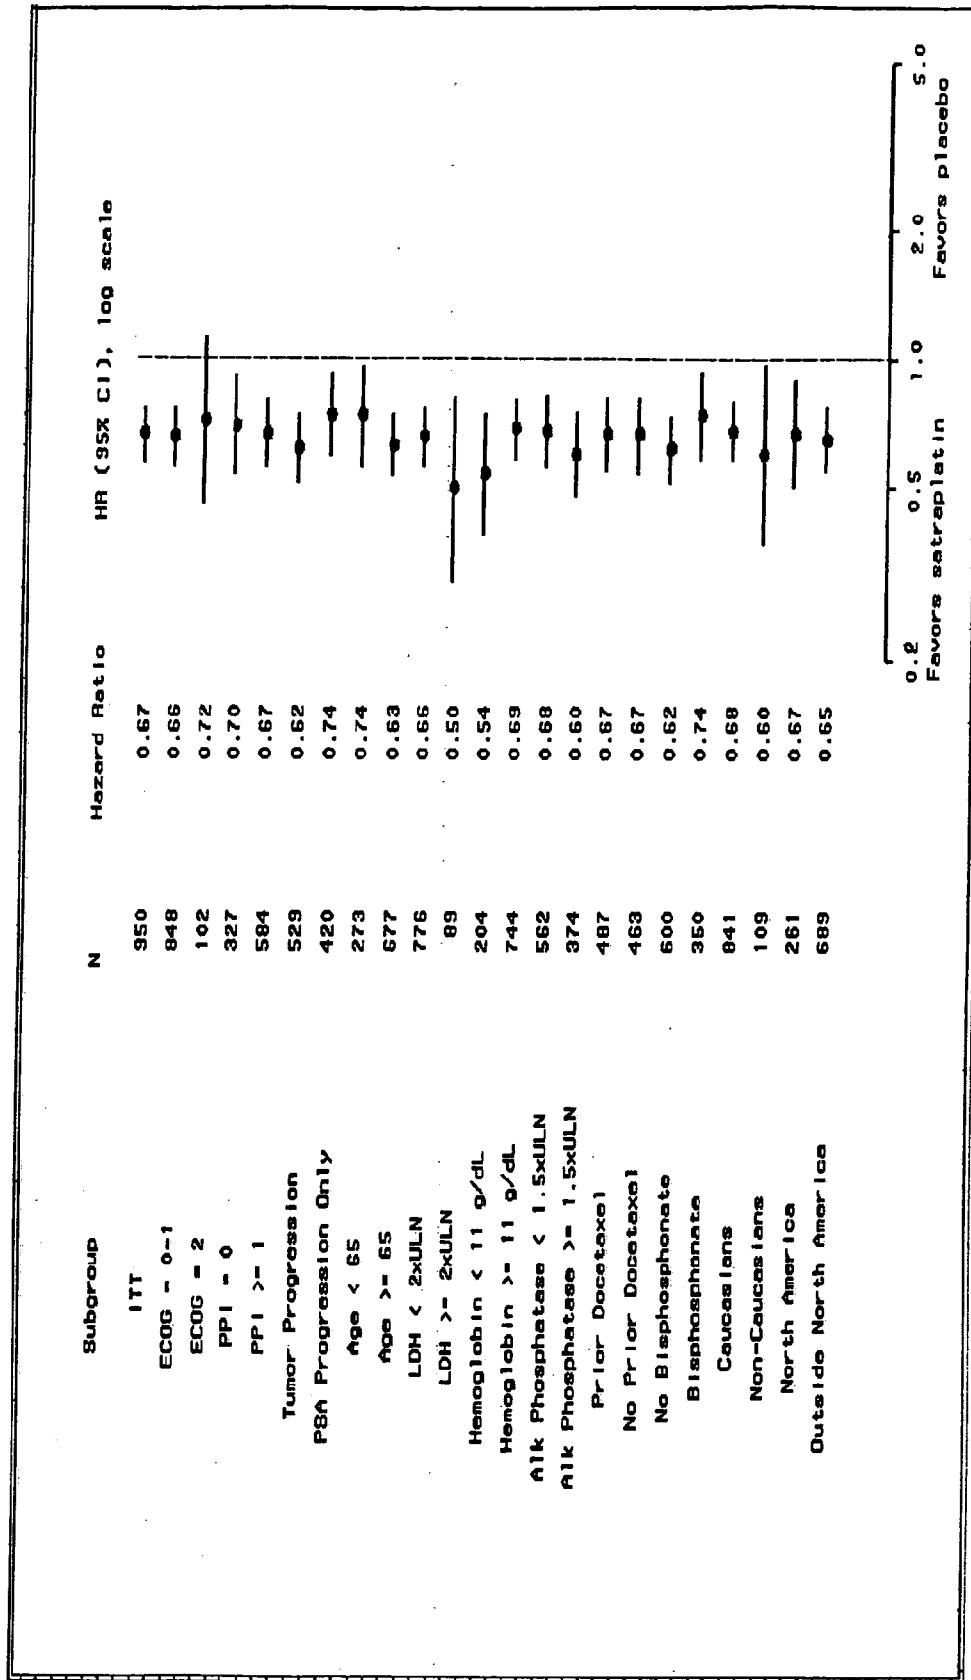 Subgroup N Hazard Ratio HR (95% CI), log scale
ITT 950 0.67
ECOG = 0-1 848 0.66
ECOG = 2 102 0.72
PPI = 0 327 0.70
PPI >= 1 584 0.67
Tumor Progression 529 0.62
PSA Progression Only 420 0.74
Age < 65 273 0.74
Age >= 65 677 0.63
LDH < 2xULN 776 0.66
LDH >= 2xULN 89 0.50
Hemoglobin < 11 g/dL 204 0.54
Hemoglobin >= 11 g/dL 744 0.69
Alk Phosphatase < 1.5xULN 562 0.68
Alk Phosphatase >= 1.5xULN 374 0.60
Prior Docetaxel 487 0.67
No Prior Docetaxel 463 0.67
No Bisphosphonate 600 0.62
Bisphosphonate 350 0.74
Caucasians 841 0.68
Non-Caucasians 109 0.60
North America 261 0.67
Outside North America 689 0.65
0.2 0.5 1.0 2.0 5.0
Favors satraplatin Favors placebo